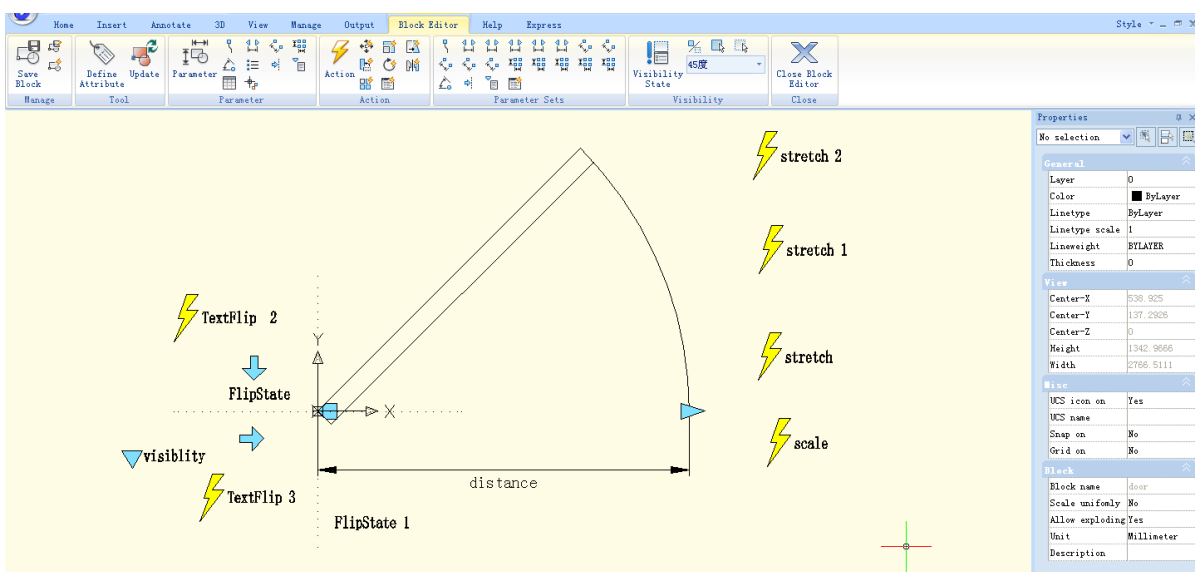 Home Insert Annotate 3D View Manage Output Block Editor Help Express Style
Save Block
Define Attribute
Update
Parameter
Action
Visibility State
45度
Close Block Editor
Manage Tool Parameter Action Parameter Sets Visibility Close
stretch 2
stretch 1
TextFlip 2
Y
stretch
FlipState
X
scale
visiblity
distance
TextFlip 3
FlipState 1
Properties
No selection
General
Layer 0
Color ByLayer
Linetype ByLayer
Linetype scale 1
Lineweight BYLAYER
Thickness 0
View
Center-X 538.925
Center-Y 137.2926
Center-Z 0
Height 1342.9666
Width 2766.5111
Misc
UCS icon on Yes
UCS name
Snap on No
Grid on No
Block
Block name door
Scale unifomly No
Allow exploding Yes
Unit Millimeter
Description